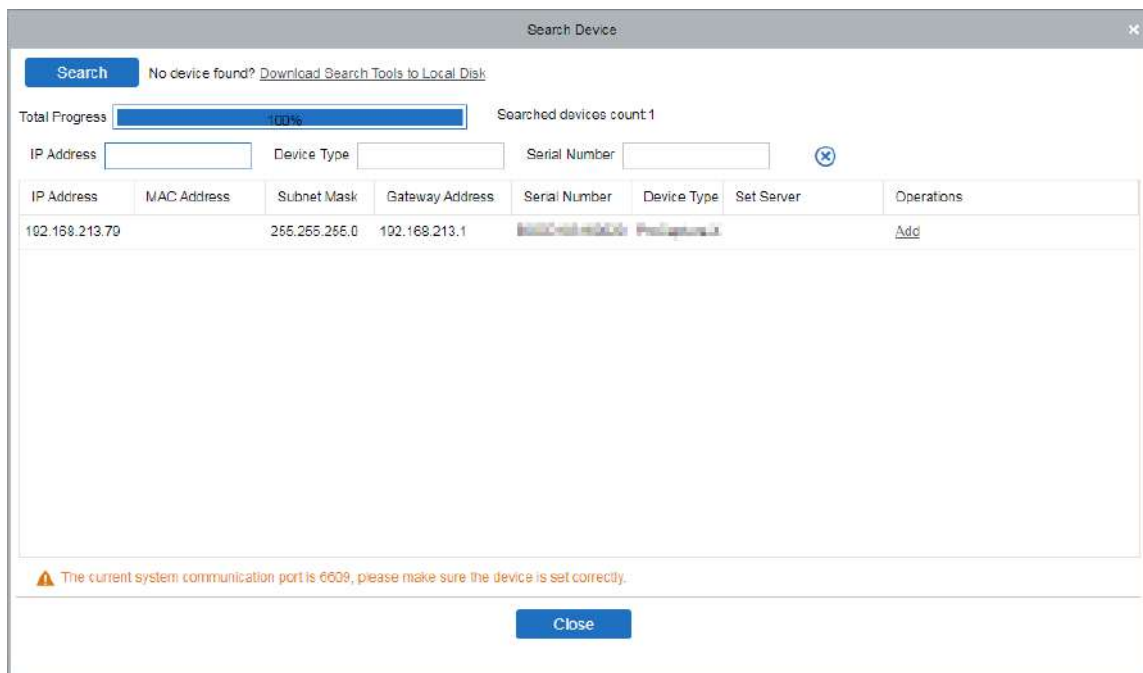 Search Device
Search No device found? Download Search Tools to Local Disk
Total Progress 100% Searched devices count:1
IP Address Device Type Serial Number
IP Address MAC Address Subnet Mask Gateway Address Serial Number Device Type Set Server Operations
192.168.213.79 255.255.255.0 192.168.213.1 Add
The current system communication port is 6609, please make sure the device is set correctly.
Close